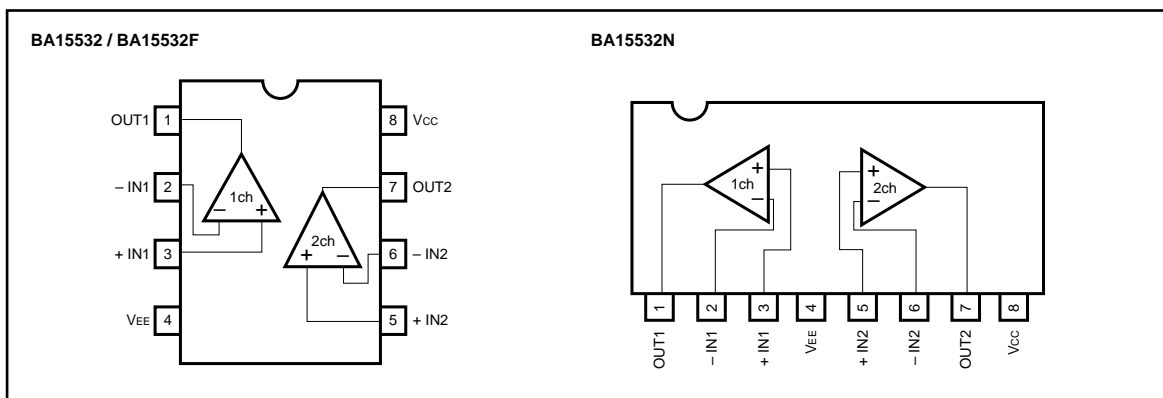 BA15532 / BA15532F
OUT1 1
– IN1 2
+ IN1 3
VEE 4
8 VCC
7 OUT2
6 – IN2
5 + IN2
1ch
– +
2ch
+ –
BA15532N
1ch
+
–
2ch
+
–
1 2 3 4 5 6 7 8
OUT1
– IN1
+ IN1
VEE
+ IN2
– IN2
OUT2
VCC